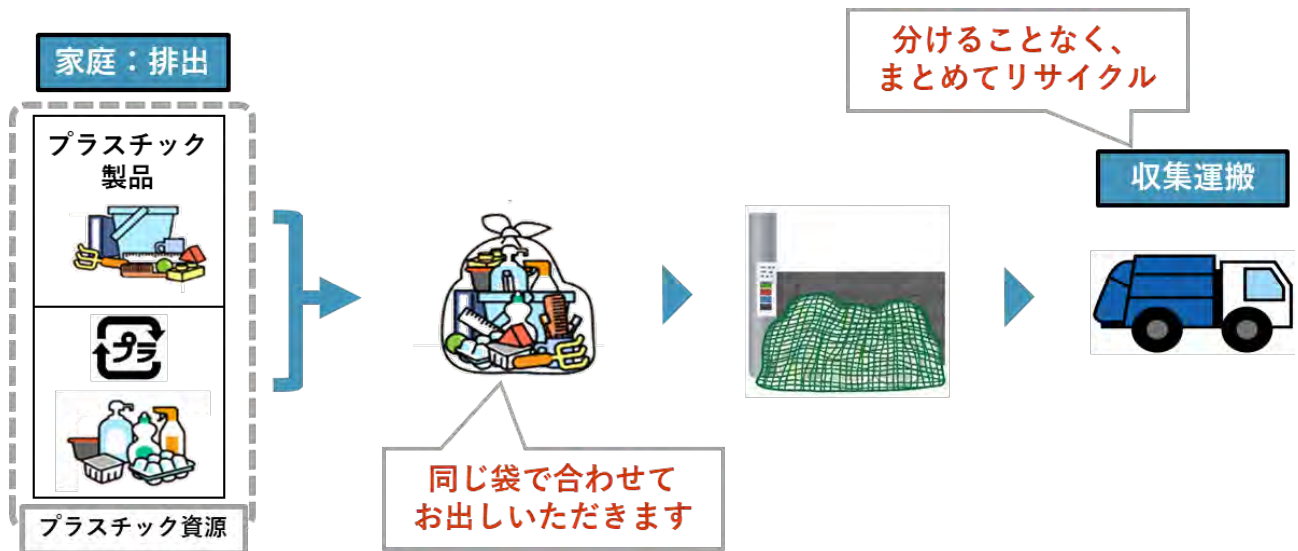 家庭：排出
プラスチック
製品
プラ
プラスチック資源
同じ袋で合わせて
お出しいただきます
分けることなく、
まとめてリサイクル
収集運搬